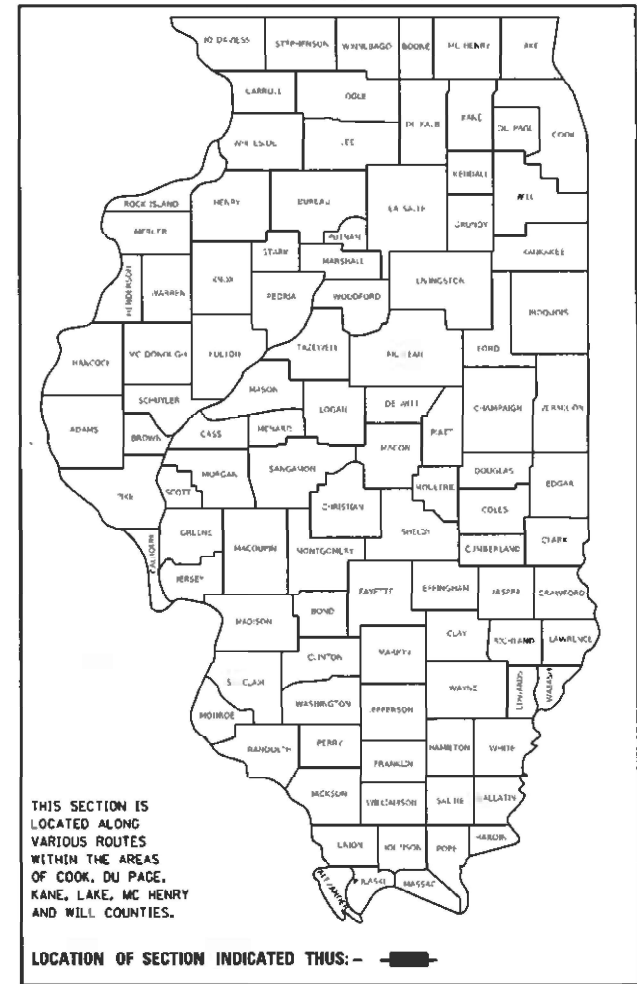 JO DAVIESS STEPHENSON WINNEBAGO BOONE MC HENRY LAKE
CARROLL OGLE DE KALB KANE DU PAGE COOK
WHITESIDE LEE
KENDALL WILL
ROCK ISLAND HENRY BUREAU LA SALLE GRUNDY
MERCER PUTNAM
STARK MARSHALL KANKAKEE
HENDERSON WARREN KNOX PEORIA WOODFORD LIVINGSTON
IROQUOIS
HANCOCK MC DONOUGH FULTON TAZEWELL MC LEAN FORD
MASON
SCHUYLER LOGAN DE WITT CHAMPAIGN VERMILION
ADAMS BROWN CASS MENARD MACON PIATT
MORGAN SANGAMON DOUGLAS
PIKE SCOTT MOULTRIE EDGAR
CHRISTIAN COLES
GREENE SHELBY
CALHOUN MACOUPIN MONTGOMERY CUMBERLAND CLARK
JERSEY FAYETTE EFFINGHAM JASPER CRAWFORD
MADISON BOND
CLAY RICHLAND LAWRENCE
CLINTON MARION
ST CLAIR WAYNE EDWARDS WABASH
MONROE WASHINGTON JEFFERSON
RANDOLPH PERRY HAMILTON WHITE
FRANKLIN
JACKSON WILLIAMSON SALINE GALLATIN
UNION JOHNSON POPE HARDIN
ALEXANDER PULASKI MASSAC
THIS SECTION IS
LOCATED ALONG
VARIOUS ROUTES
WITHIN THE AREAS
OF COOK, DU PAGE,
KANE, LAKE, MC HENRY
AND WILL COUNTIES.
LOCATION OF SECTION INDICATED THUS: -